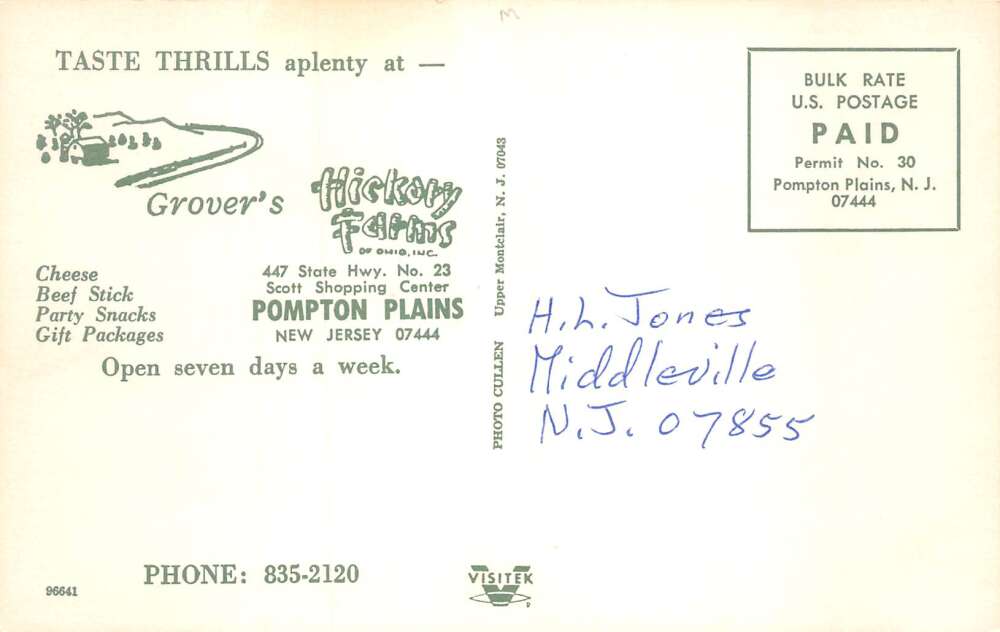 M
TASTE THRILLS aplenty at —
Grover's
Hickory
Farms
OF OHIO, INC.
Cheese
Beef Stick
Party Snacks
Gift Packages
447 State Hwy. No. 23
Scott Shopping Center
POMPTON PLAINS
NEW JERSEY 07444
Open seven days a week.
PHONE: 835-2120
96641
PHOTO CULLEN Upper Montclair, N. J. 07043
VISITEK
BULK RATE
U.S. POSTAGE
PAID
Permit No. 30
Pompton Plains, N. J.
07444
H.L. Jones
Middleville
N.J. 07855